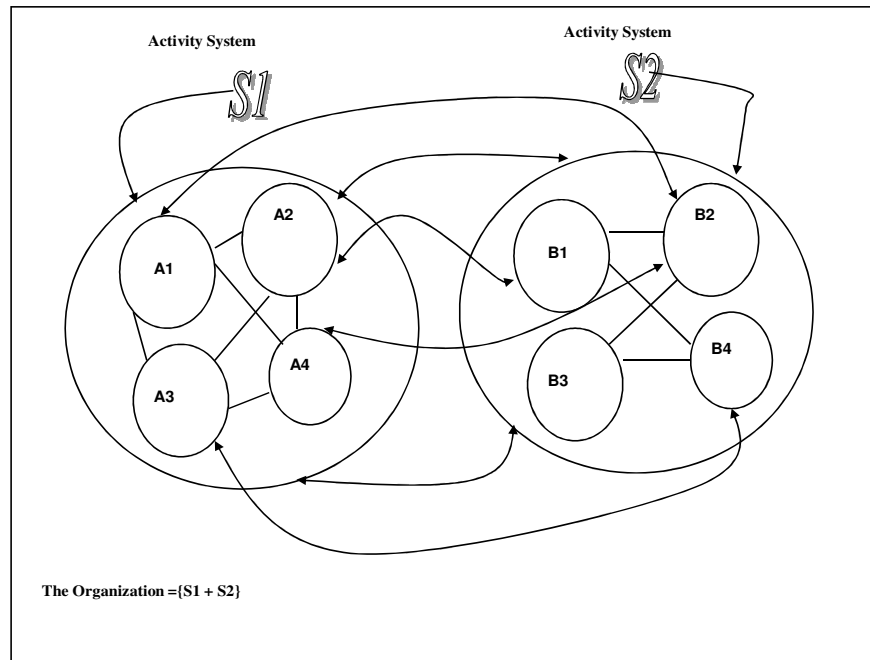 Activity System
Activity System
S1
S2
A2
B2
A1
B1
A4
B4
A3
B3
The Organization ={S1 + S2}